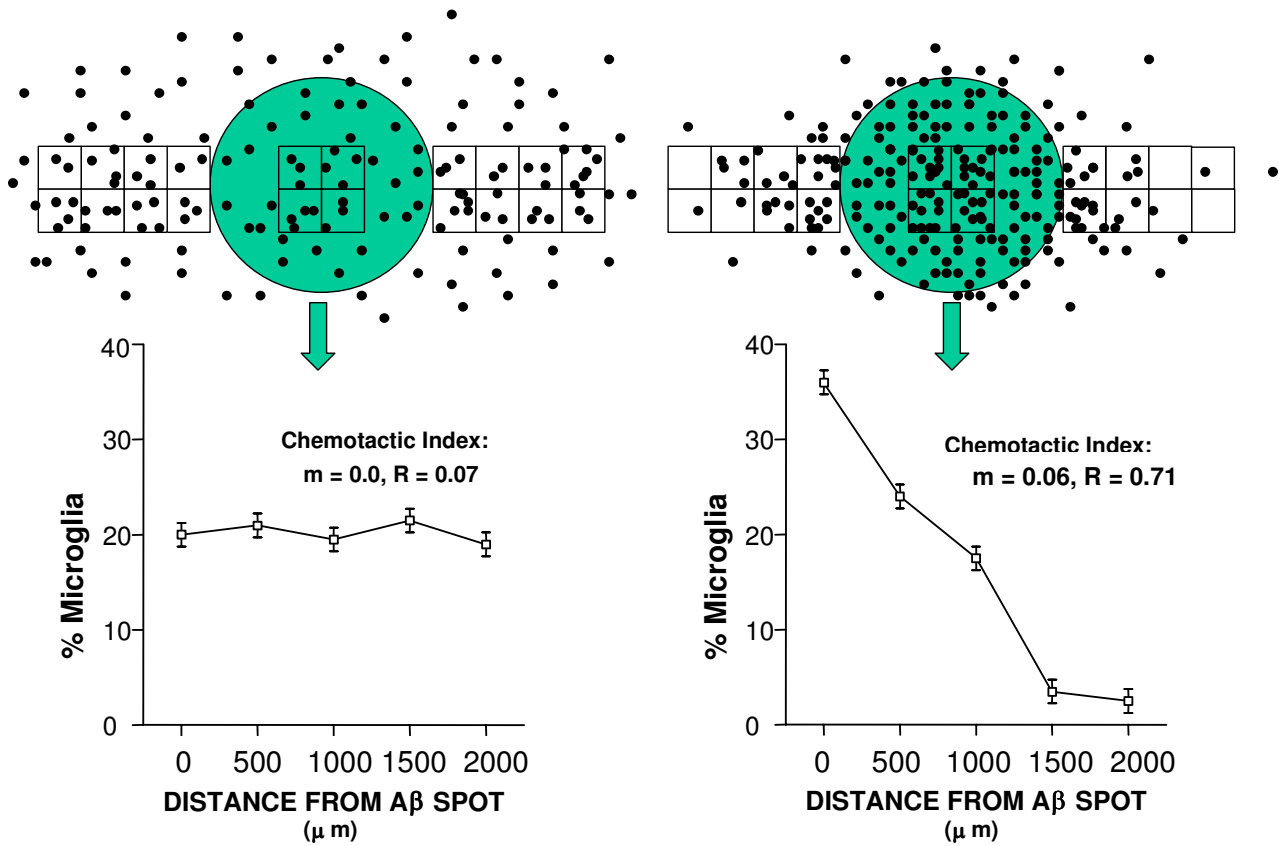 40
30
20
10
0
% Microglia
Chemotactic Index:
m = 0.0, R = 0.07
0 500 1000 1500 2000
DISTANCE FROM Aβ SPOT
(μ m)
40
30
20
10
0
% Microglia
Chemotactic Index:
m = 0.06, R = 0.71
0 500 1000 1500 2000
DISTANCE FROM Aβ SPOT
(μ m)